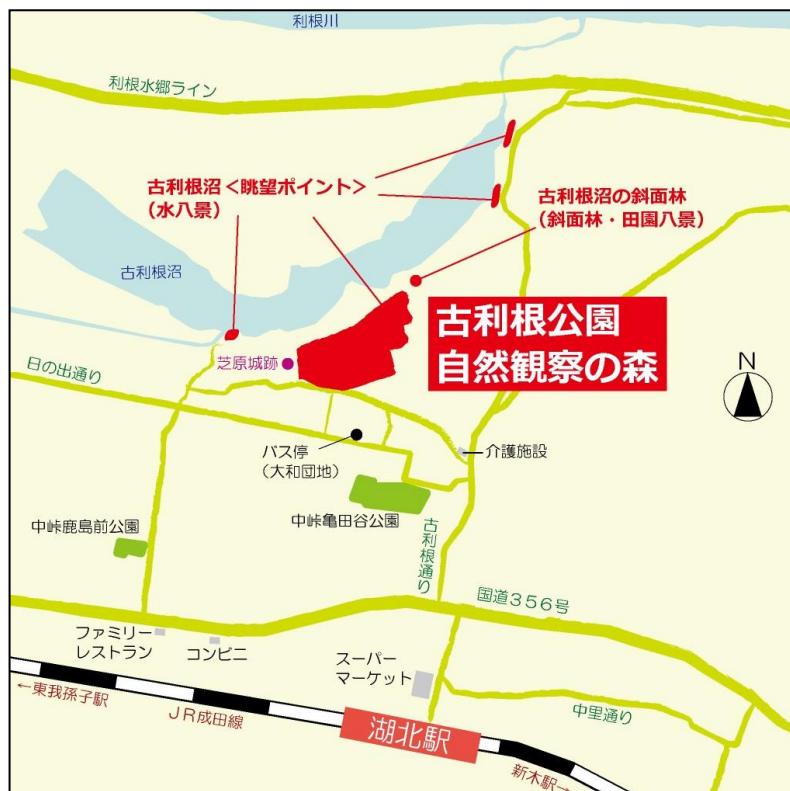 利根川
利根水郷ライン
古利根沼<眺望ポイント>
(水八景)
古利根沼の斜面林
(斜面林・田園八景)
古利根沼
古利根公園
自然観察の森
芝原城跡
日の出通り
N
バス停
(大和団地)
介護施設
中峠亀田谷公園
中峠鹿島前公園
古利根通り
国道356号
ファミリー
レストラン
コンビニ
スーパー
マーケット
←東我孫子駅
JR成田線
湖北駅
中里通り
新木駅→